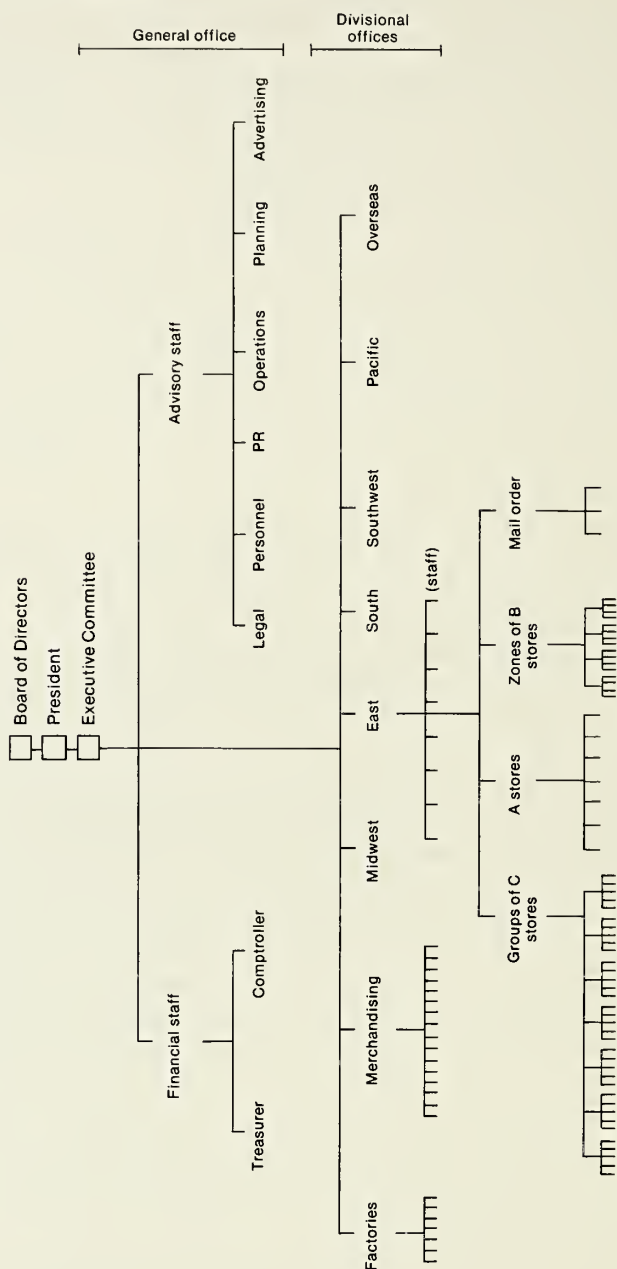 Board of Directors
President
Executive Committee
General office
Financial staff
Advisory staff
Treasurer
Comptroller
Legal
Personnel
PR
Operations
Planning
Advertising
Divisional
offices
Factories
Merchandising
Midwest
East
South
Southwest
Pacific
Overseas
(staff)
Groups of C
stores
A stores
Zones of B
stores
Mail order